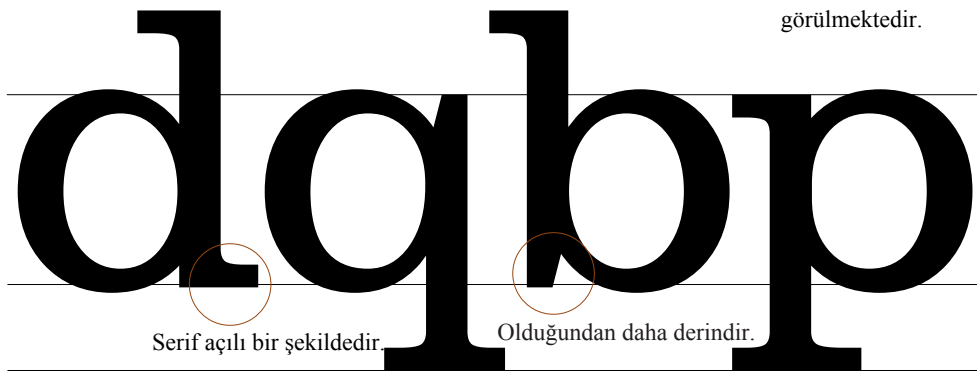 görülmektedir.
dqbp
Serif açılı bir şekildedir.
Olduğundan daha derindir.